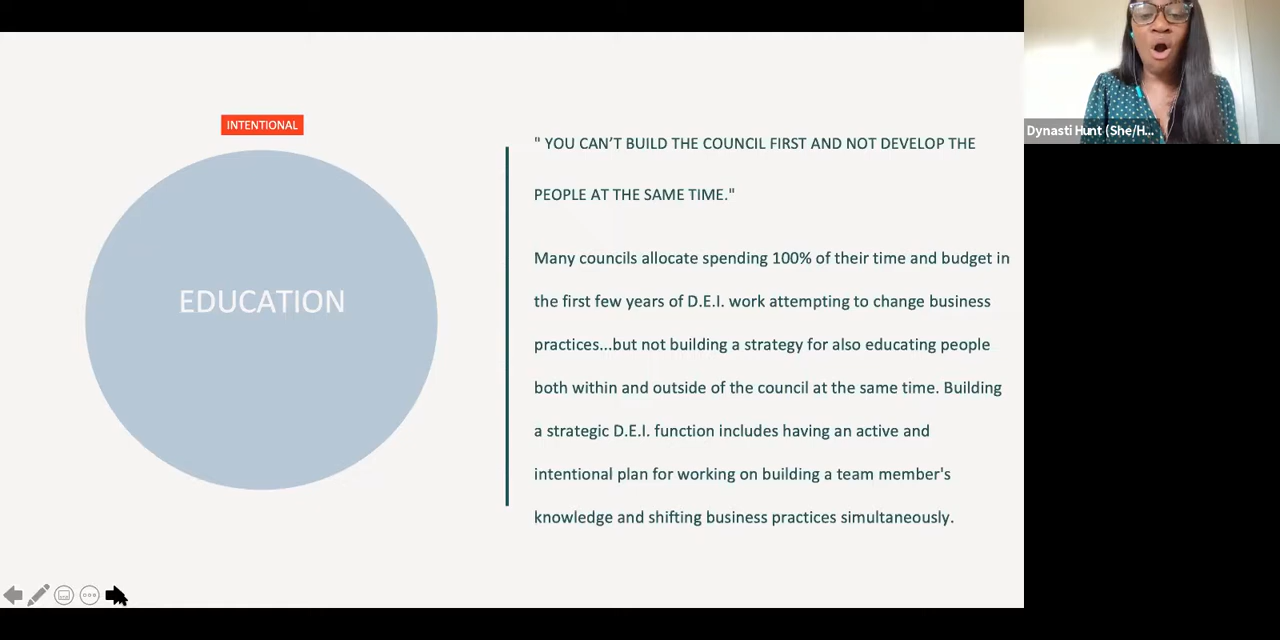 INTENTIONAL
EDUCATION
" YOU CAN’T BUILD THE COUNCIL FIRST AND NOT DEVELOP THE
PEOPLE AT THE SAME TIME."
Many councils allocate spending 100% of their time and budget in
the first few years of D.E.I. work attempting to change business
practices...but not building a strategy for also educating people
both within and outside of the council at the same time. Building
a strategic D.E.I. function includes having an active and
intentional plan for working on building a team member's
knowledge and shifting business practices simultaneously.
Dynasti Hunt (She/H...